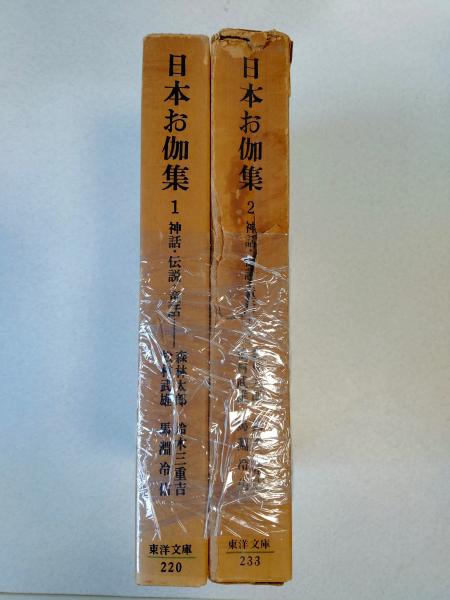 日本お伽集
1
神話・伝説・童話
森林太郎 鈴木三重吉
松村武雄 馬淵冷佑
東洋文庫
220
日本お伽集
2
神話・
東洋文庫
233